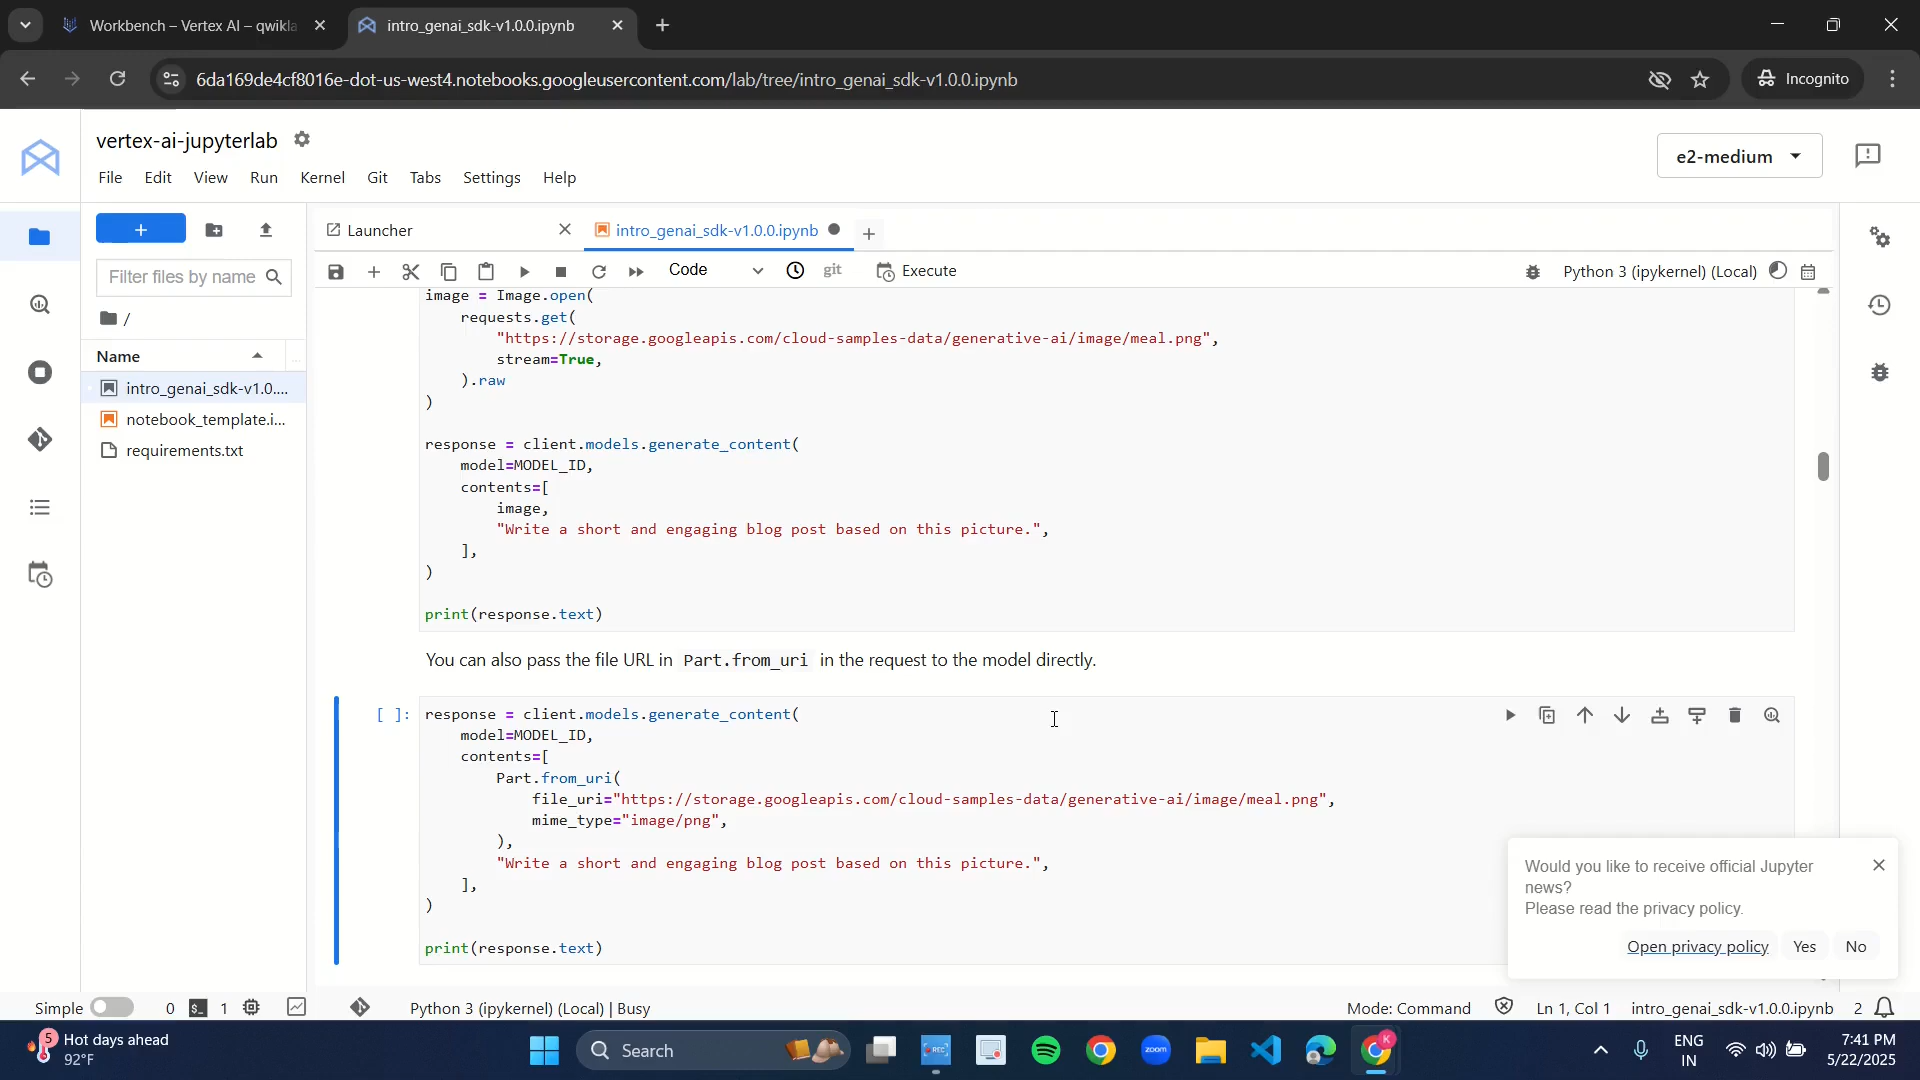 Workbench – Vertex AI – qwikla
intro_genai_sdk-v1.0.0.ipynb
6da169de4cf8016e-dot-us-west4.notebooks.googleusercontent.com/lab/tree/intro_genai_sdk-v1.0.0.ipynb
Incognito
vertex-ai-jupyterlab
e2-medium
File Edit View Run Kernel Git Tabs Settings Help
Launcher
intro_genai_sdk-v1.0.0.ipynb
Filter files by name
Code
git
Execute
Python 3 (ipykernel) (Local)
/
Name
intro_genai_sdk-v1.0....
notebook_template.i...
requirements.txt
image = Image.open(
requests.get(
"https://storage.googleapis.com/cloud-samples-data/generative-ai/image/meal.png",
stream=True,
).raw
)
response = client.models.generate_content(
model=MODEL_ID,
contents=[
image,
"Write a short and engaging blog post based on this picture.",
],
)
print(response.text)
You can also pass the file URL in Part.from_uri in the request to the model directly.
[ ]:
response = client.models.generate_content(
model=MODEL_ID,
contents=[
Part.from_uri(
file_uri="https://storage.googleapis.com/cloud-samples-data/generative-ai/image/meal.png",
mime_type="image/png",
),
"Write a short and engaging blog post based on this picture.",
],
)
print(response.text)
Would you like to receive official Jupyter
news?
Please read the privacy policy.
Open privacy policy Yes No
Simple 0 $_ 1 Python 3 (ipykernel) (Local) | Busy Mode: Command Ln 1, Col 1 intro_genai_sdk-v1.0.0.ipynb 2
5
Hot days ahead
92°F
Search
REC
zoom
K
ENG
IN
7:41 PM
5/22/2025